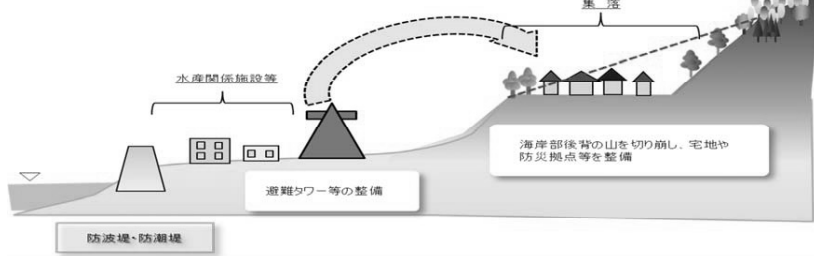 集 落
水産関係施設等
海岸部後背の山を切り崩し、宅地や
防災拠点等を整備
避難タワー等の整備
防波堤・防潮堤